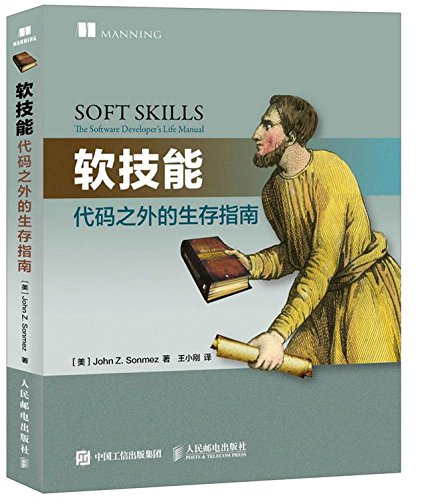 MANNING
SOFT SKILLS
The Software Developer's Life Manual
软技能
代码之外的生存指南
[美] John Z. Sonmez 著 王小刚 译
中国工信出版集团
人民邮电出版社
POSTS & TELECOM PRESS
软技能
代码之外的生存指南
[美] John Z. Sonmez 著
人民邮电出版社